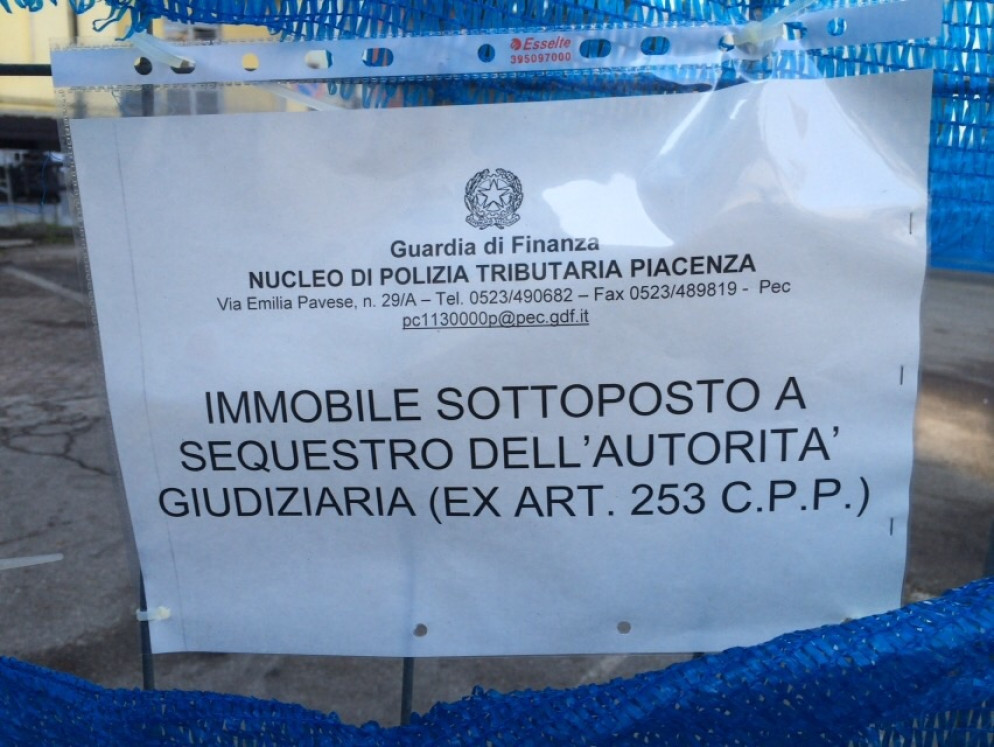 Esselte
395097000
Guardia di Finanza
NUCLEO DI POLIZIA TRIBUTARIA PIACENZA
Via Emilia Pavese, n. 29/A – Tel. 0523/490682 – Fax 0523/489819 - Pec
pc1130000p@pec.gdf.it
IMMOBILE SOTTOPOSTO A
SEQUESTRO DELL'AUTORITA'
GIUDIZIARIA (EX ART. 253 C.P.P.)